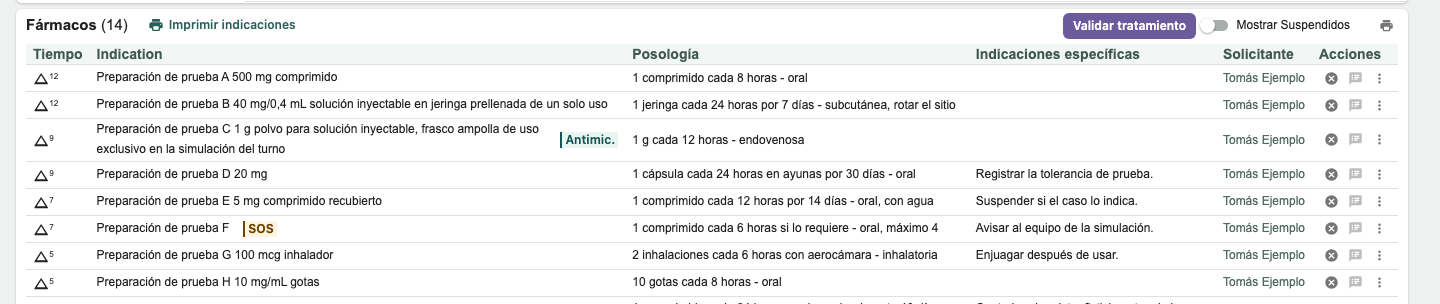 Fármacos (14) Imprimir indicaciones Validar tratamiento Mostrar Suspendidos
Tiempo Indication Posología Indicaciones específicas Solicitante Acciones
12 Preparación de prueba A 500 mg comprimido 1 comprimido cada 8 horas - oral Tomás Ejemplo
12 Preparación de prueba B 40 mg/0,4 mL solución inyectable en jeringa prellenada de un solo uso 1 jeringa cada 24 horas por 7 días - subcutánea, rotar el sitio Tomás Ejemplo
9 Preparación de prueba C 1 g polvo para solución inyectable, frasco ampolla de uso
exclusivo en la simulación del turno Antimic. 1 g cada 12 horas - endovenosa Tomás Ejemplo
9 Preparación de prueba D 20 mg 1 cápsula cada 24 horas en ayunas por 30 días - oral Registrar la tolerancia de prueba. Tomás Ejemplo
7 Preparación de prueba E 5 mg comprimido recubierto 1 comprimido cada 12 horas por 14 días - oral, con agua Suspender si el caso lo indica. Tomás Ejemplo
7 Preparación de prueba F SOS 1 comprimido cada 6 horas si lo requiere - oral, máximo 4 Avisar al equipo de la simulación. Tomás Ejemplo
5 Preparación de prueba G 100 mcg inhalador 2 inhalaciones cada 6 horas con aerocámara - inhalatoria Enjuagar después de usar. Tomás Ejemplo
5 Preparación de prueba H 10 mg/mL gotas 10 gotas cada 8 horas - oral Tomás Ejemplo